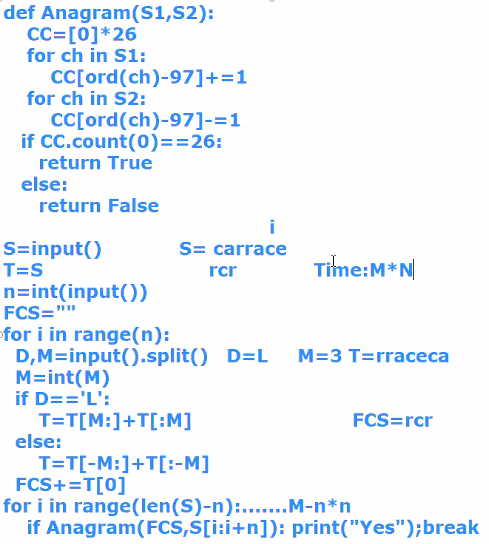 def Anagram(S1,S2):
CC=[0]*26
for ch in S1:
CC[ord(ch)-97]+=1
for ch in S2:
CC[ord(ch)-97]-=1
if CC.count(0)==26:
return True
else:
return False
i
S=input() S= carrace
T=S rcr Time:M*N
n=int(input())
FCS=""
for i in range(n):
D,M=input().split() D=L M=3 T=rraceca
M=int(M)
if D=='L':
T=T[M:]+T[:M] FCS=rcr
else:
T=T[-M:]+T[:-M]
FCS+=T[0]
for i in range(len(S)-n):.......M-n*n
if Anagram(FCS,S[i:i+n]): print("Yes");break